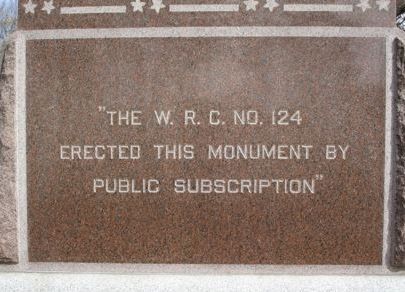 "THE W. R. C. NO. 124
ERECTED THIS MONUMENT BY
PUBLIC SUBSCRIPTION"